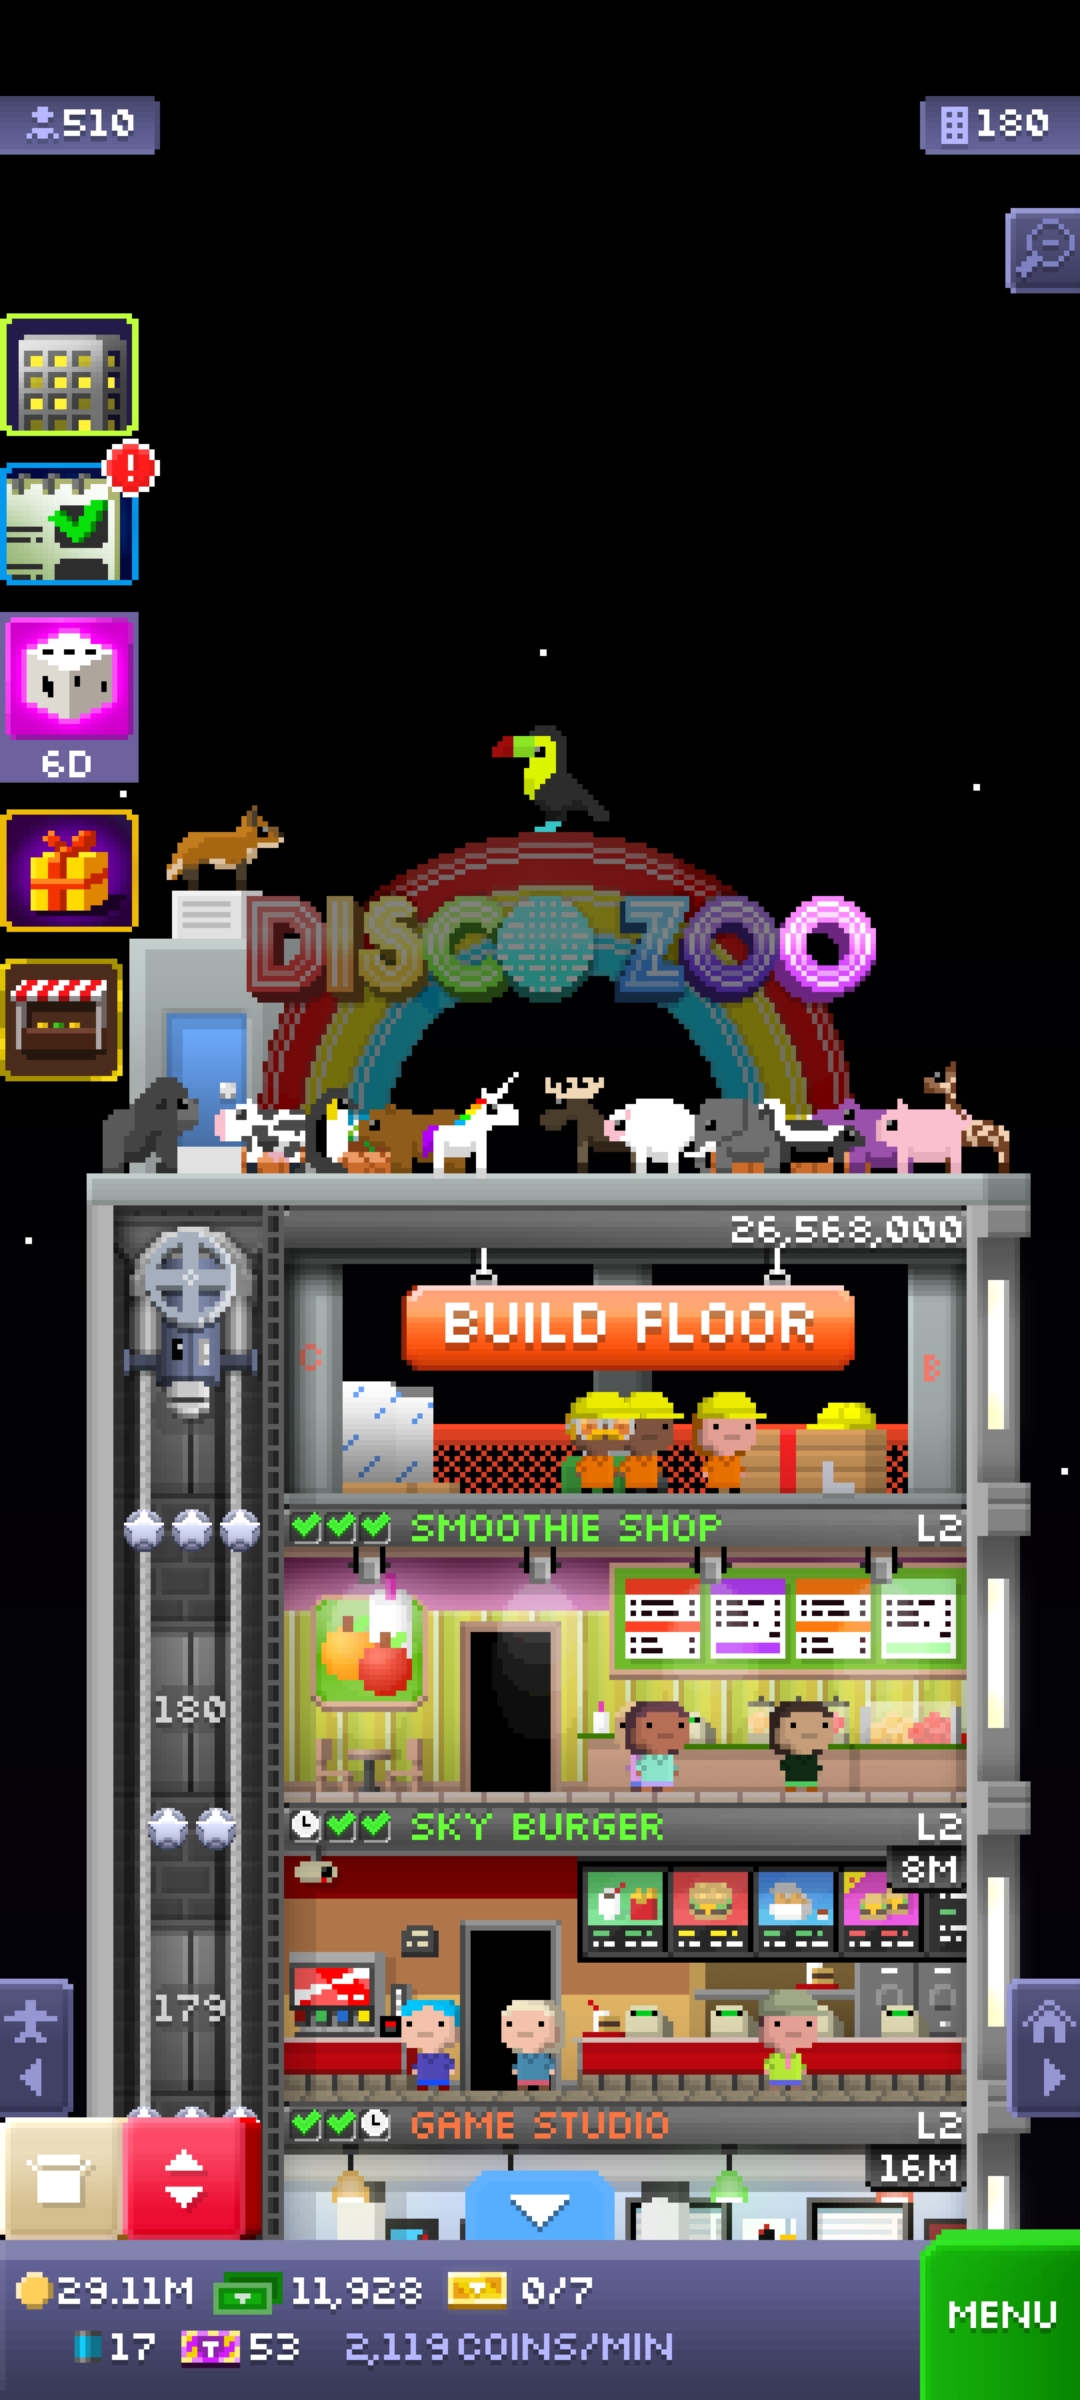 510
180
6D
DISCO ZOO
26,568,000
BUILD FLOOR
C
B
SMOOTHIE SHOP L2
180
SKY BURGER L2
8M
179
GAME STUDIO L2
16M
29.11M 11,928 0/7
MENU
17 T 53 2,119 COINS/MIN